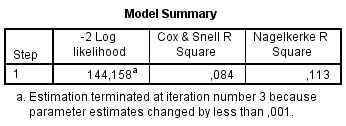 Model Summary
Step -2 Log likelihood Cox & Snell R Square Nagelkerke R Square
1 144,158a ,084 ,113
a. Estimation terminated at iteration number 3 because
parameter estimates changed by less than ,001.